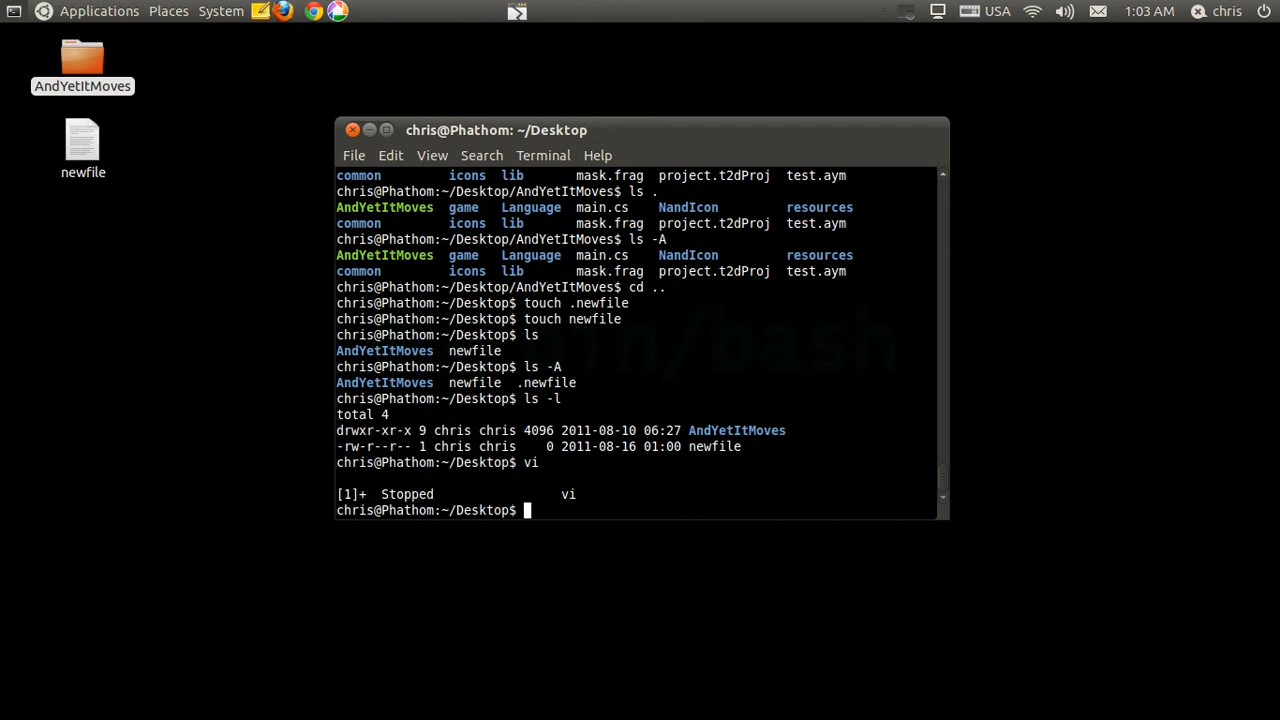 Applications Places System USA 1:03 AM chris
AndYetItMoves
newfile
chris@Phathom: ~/Desktop
File Edit View Search Terminal Help
common icons lib mask.frag project.t2dProj test.aym
chris@Phathom:~/Desktop/AndYetItMoves$ ls .
AndYetItMoves game Language main.cs NandIcon resources
common icons lib mask.frag project.t2dProj test.aym
chris@Phathom:~/Desktop/AndYetItMoves$ ls -A
AndYetItMoves game Language main.cs NandIcon resources
common icons lib mask.frag project.t2dProj test.aym
chris@Phathom:~/Desktop/AndYetItMoves$ cd ..
chris@Phathom:~/Desktop$ touch .newfile
chris@Phathom:~/Desktop$ touch newfile
chris@Phathom:~/Desktop$ ls
AndYetItMoves newfile
chris@Phathom:~/Desktop$ ls -A
AndYetItMoves newfile .newfile
chris@Phathom:~/Desktop$ ls -l
total 4
drwxr-xr-x 9 chris chris 4096 2011-08-10 06:27 AndYetItMoves
-rw-r--r-- 1 chris chris 0 2011-08-16 01:00 newfile
chris@Phathom:~/Desktop$ vi
[1]+ Stopped vi
chris@Phathom:~/Desktop$